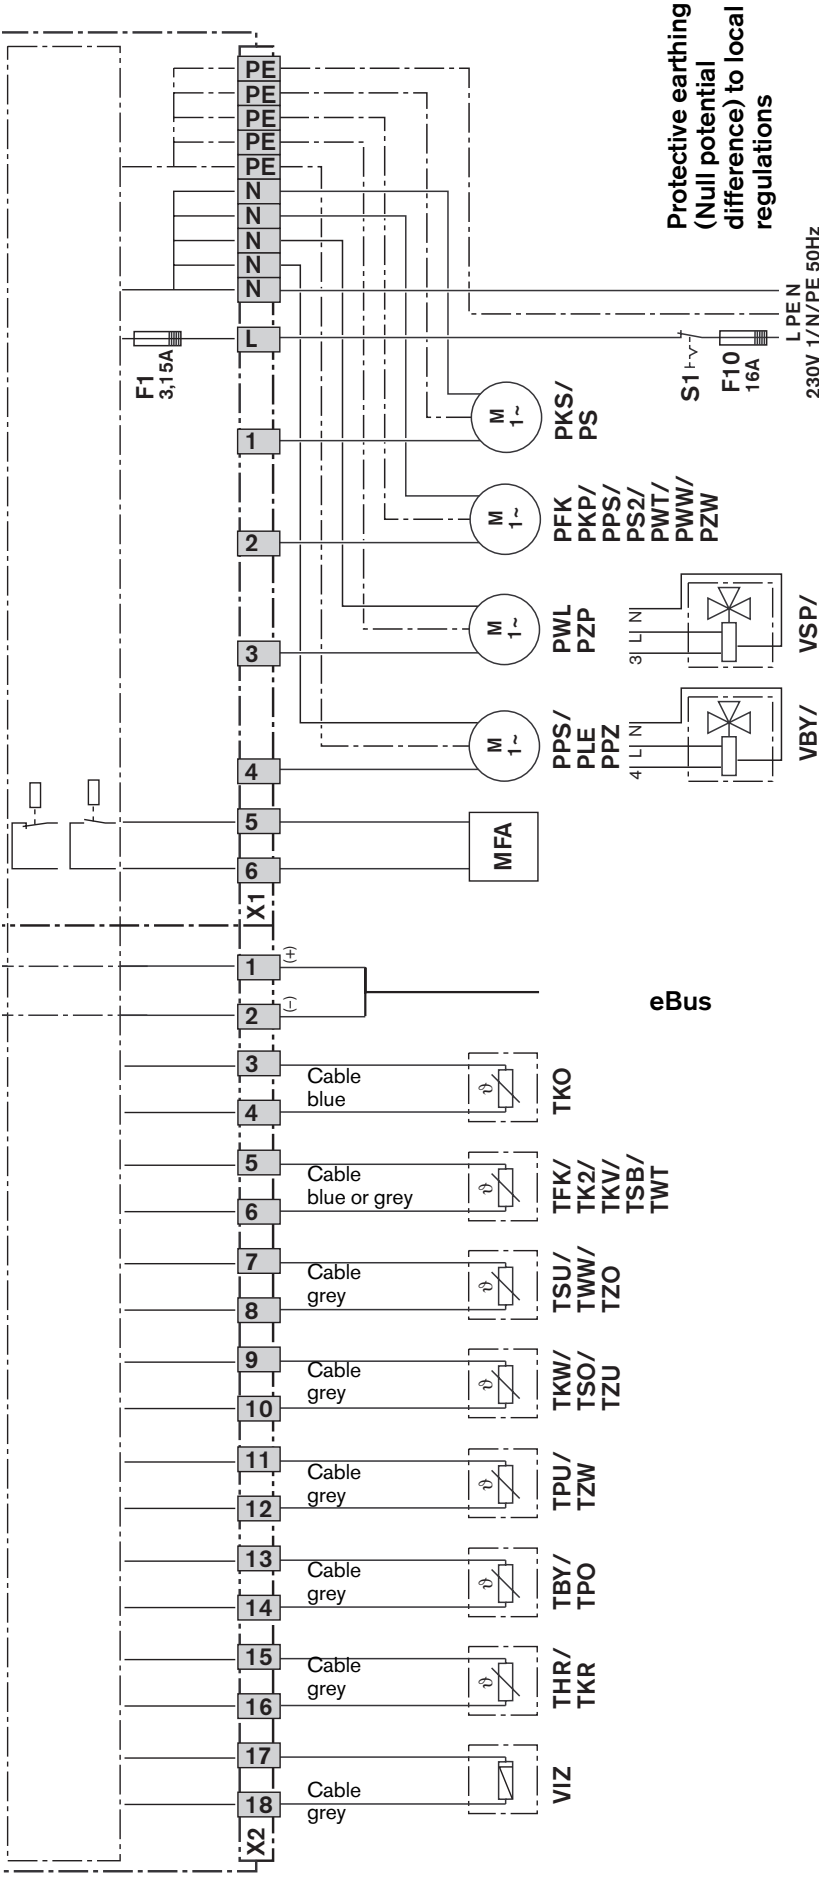 PE
PE
PE
PE
PE
N
N
N
N
N
L
1
2
3
4
5
6
X1
F1
3,15A
Protective earthing
(Null potential
difference) to local
regulations
L PE N
230V 1/N/PE 50Hz
S1
F10
16A
M
1~
PKS/
PS
M
1~
PFK
PKP/
PPS/
PS2/
PWT/
PWW/
PZW
M
1~
PWL
PZP
3 L N
VSP/
M
1~
PPS/
PLE
PPZ
4 L N
VBY/
MFA
1
(+)
2
(–)
eBus
3
4
Cable
blue
ϑ
TKO
5
6
Cable
blue or grey
ϑ
TFK/
TK2/
TKV/
TSB/
TWT
7
8
Cable
grey
ϑ
TSU/
TWW/
TZO
9
10
Cable
grey
ϑ
TKW/
TSO/
TZU
11
12
Cable
grey
ϑ
TPU/
TZW
13
14
Cable
grey
ϑ
TBY/
TPO
15
16
Cable
grey
ϑ
THR/
TKR
17
18
Cable
grey
VIZ
X2